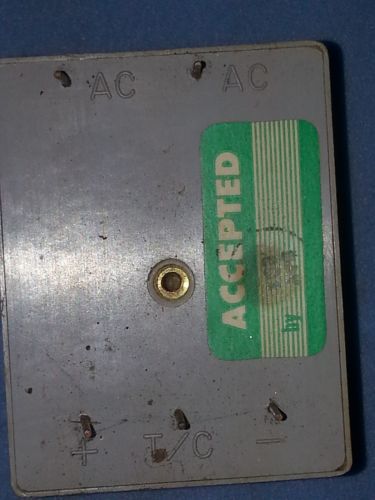 AC AC
ACCEPTED
by
+ T/C -